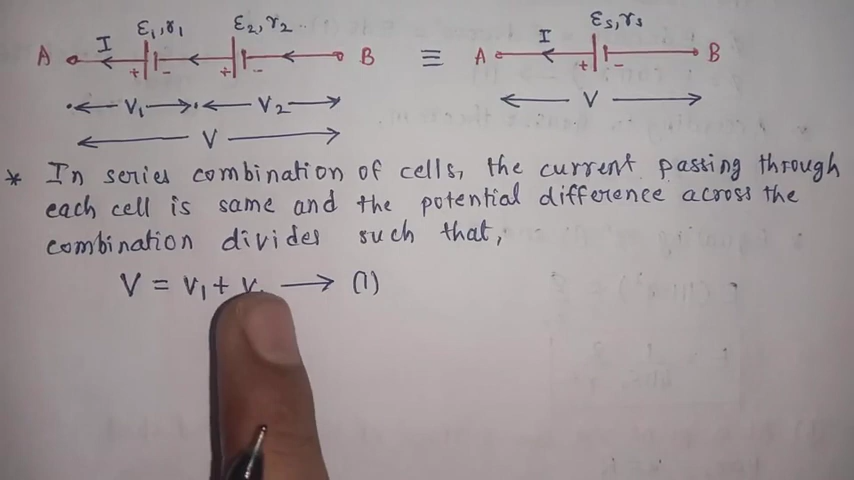 ε₁,r₁ ε₂,r₂ εs,rs
A I + - + - B ≡ A I + - B
V₁ V₂ V
V
* In series combination of cells, the current passing through
each cell is same and the potential difference across the
combination divides such that,
V = V₁ + V → (1)